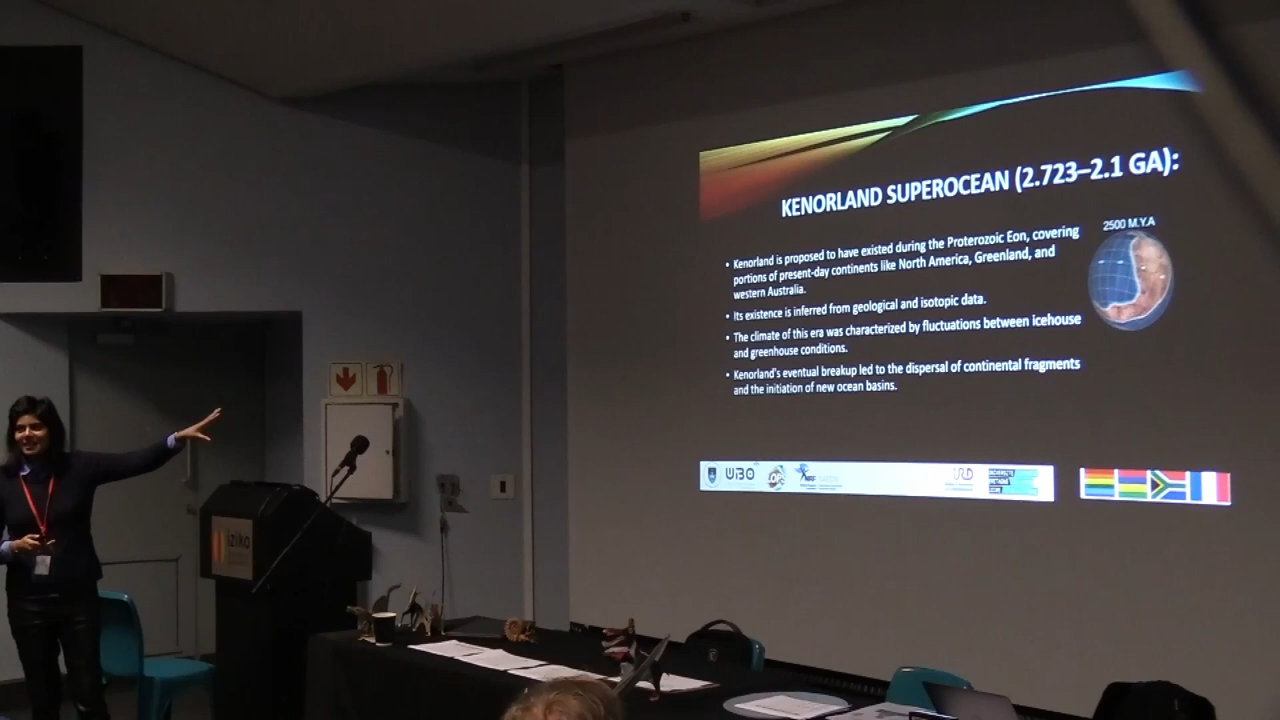 KENORLAND SUPEROCEAN (2.723–2.1 GA):
2500 M.Y.A
• Kenorland is proposed to have existed during the Proterozoic Eon, covering
portions of present-day continents like North America, Greenland, and
western Australia.
• Its existence is inferred from geological and isotopic data.
• The climate of this era was characterized by fluctuations between icehouse
and greenhouse conditions.
• Kenorland's eventual breakup led to the dispersal of continental fragments
and the initiation of new ocean basins.
UBO
NRF
IRD
iziko